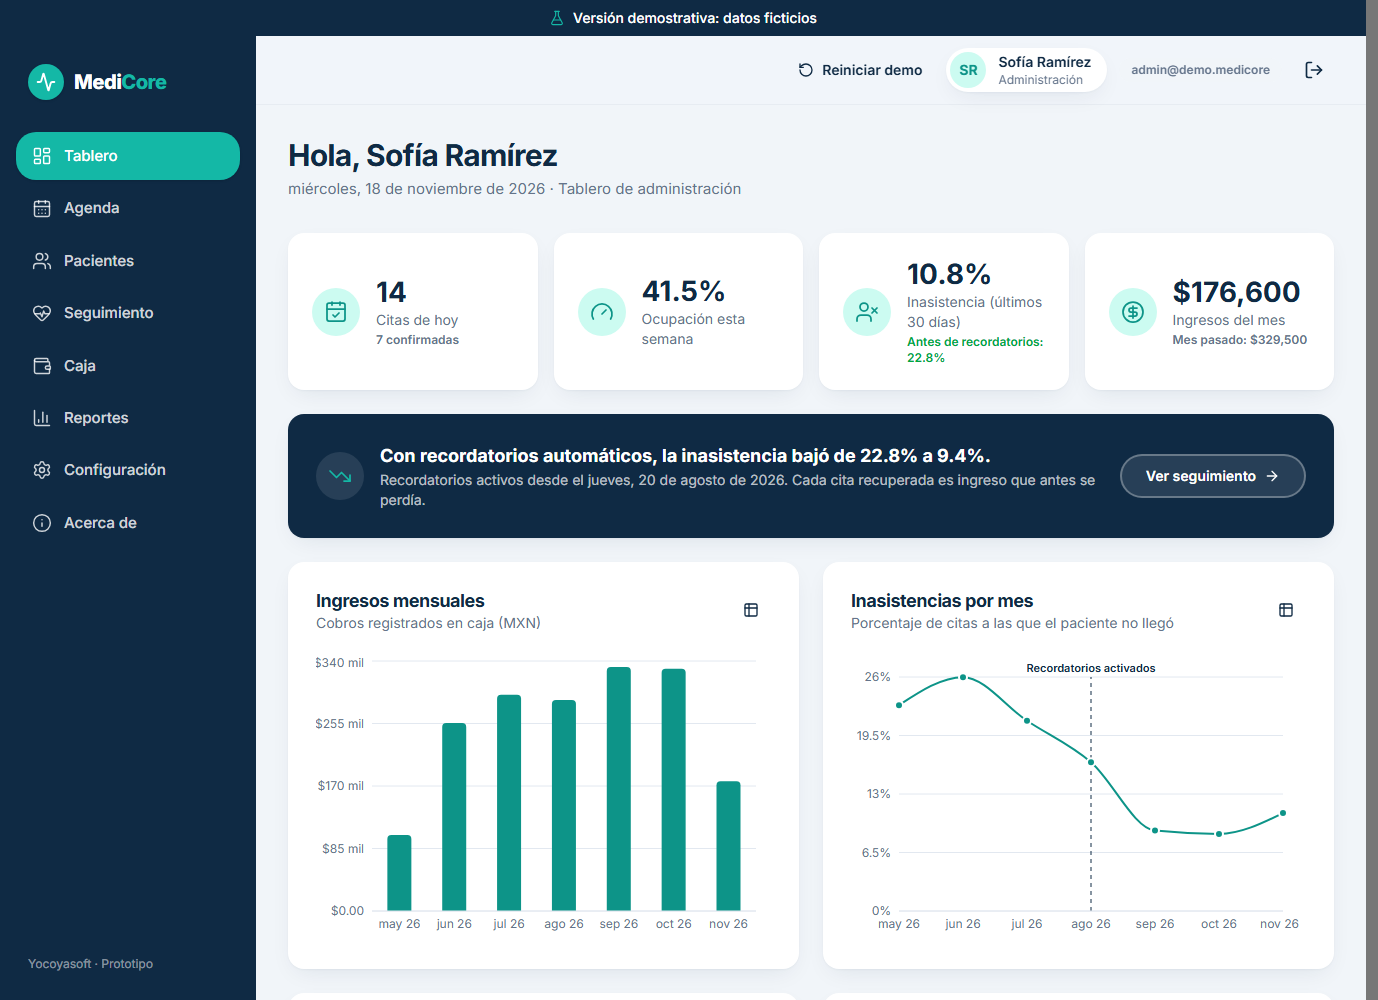 Versión demostrativa: datos ficticios
MediCore
Tablero
Agenda
Pacientes
Seguimiento
Caja
Reportes
Configuración
Acerca de
Yocoyasoft · Prototipo
Reiniciar demo
SR
Sofía Ramírez
Administración
admin@demo.medicore
Hola, Sofía Ramírez
miércoles, 18 de noviembre de 2026 · Tablero de administración
14
Citas de hoy
7 confirmadas
41.5%
Ocupación esta
semana
10.8%
Inasistencia (últimos
30 días)
Antes de recordatorios:
22.8%
$176,600
Ingresos del mes
Mes pasado: $329,500
Con recordatorios automáticos, la inasistencia bajó de 22.8% a 9.4%.
Recordatorios activos desde el jueves, 20 de agosto de 2026. Cada cita recuperada es ingreso que antes se
perdía.
Ver seguimiento
Ingresos mensuales
Cobros registrados en caja (MXN)
$340 mil
$255 mil
$170 mil
$85 mil
$0.00
may 26 jun 26 jul 26 ago 26 sep 26 oct 26 nov 26
Inasistencias por mes
Porcentaje de citas a las que el paciente no llegó
Recordatorios activados
26%
19.5%
13%
6.5%
0%
may 26 jun 26 jul 26 ago 26 sep 26 oct 26 nov 26